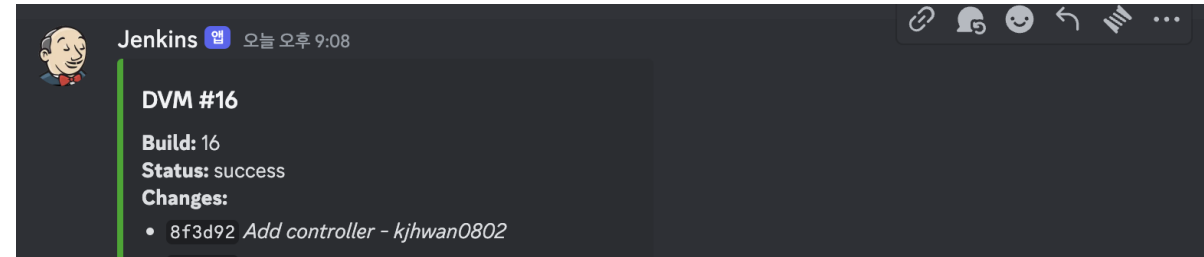 Jenkins 앱 오늘 오후 9:08
DVM #16
Build: 16
Status: success
Changes:
• 8f3d92 Add controller - kjhwan0802